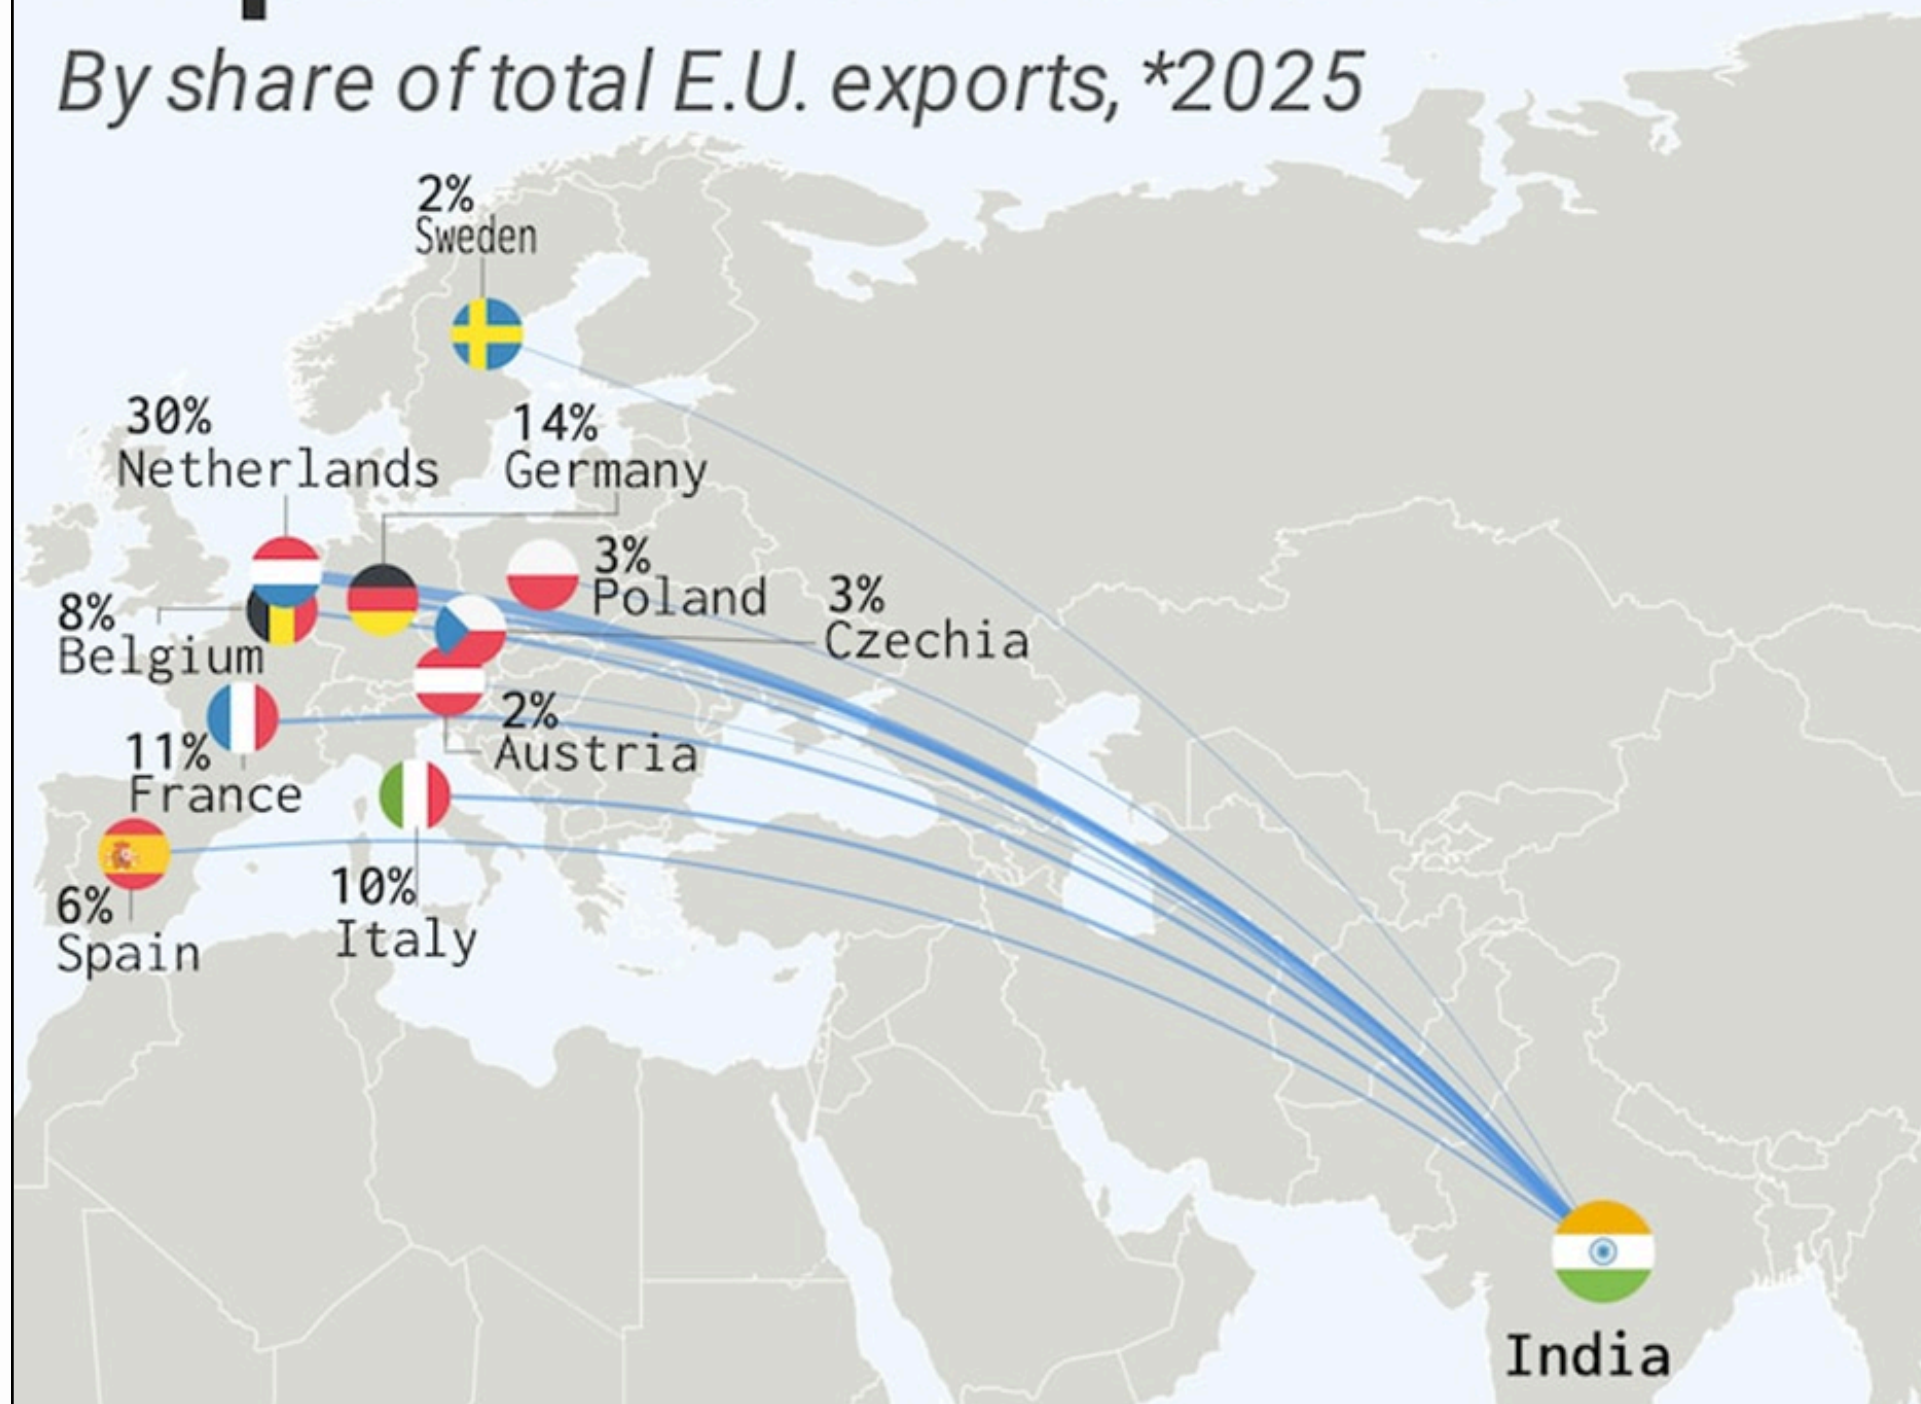 By share of total E.U. exports, *2025
2%
Sweden
30%
Netherlands
14%
Germany
3%
Poland
3%
Czechia
8%
Belgium
2%
Austria
11%
France
10%
Italy
6%
Spain
India